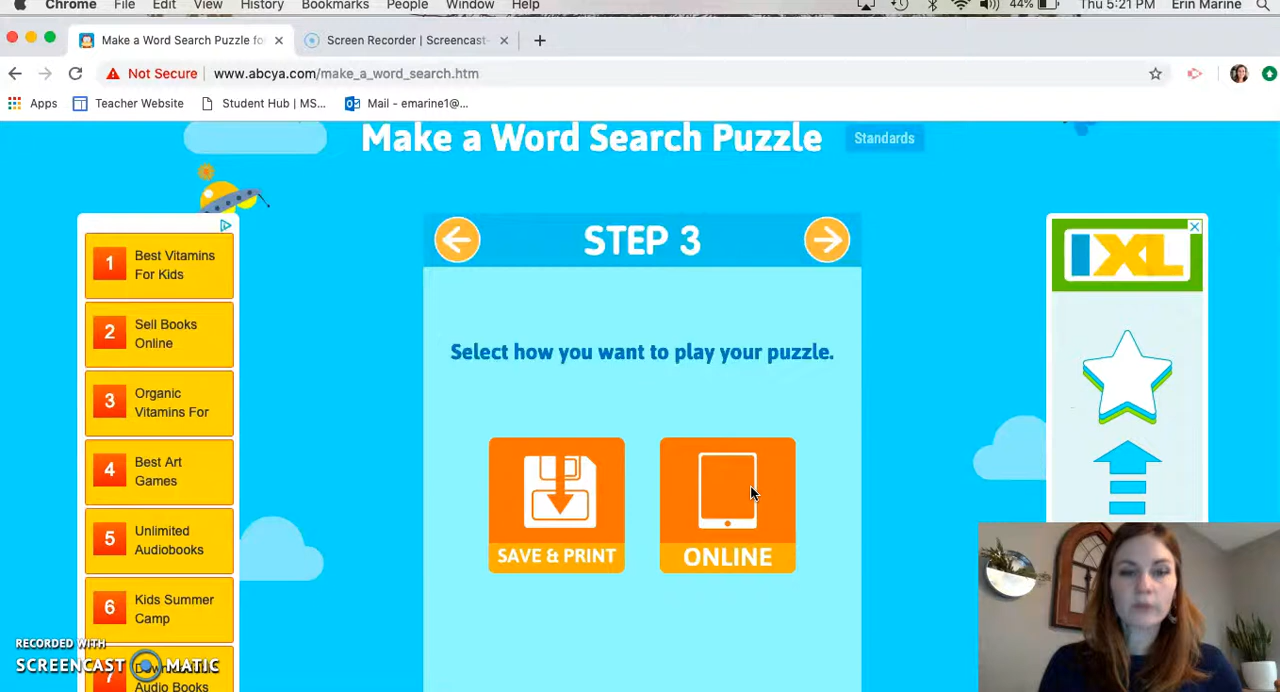 Chrome File Edit View History Bookmarks People Window Help 44% Thu 5:21 PM Erin Marine
Make a Word Search Puzzle fo
Screen Recorder | Screencast-
Not Secure www.abcya.com/make_a_word_search.htm
Apps Teacher Website Student Hub | MS... Mail - emarine1@...
Make a Word Search Puzzle
Standards
STEP 3
1 Best Vitamins
For Kids
2 Sell Books
Online
3 Organic
Vitamins For
4 Best Art
Games
5 Unlimited
Audiobooks
6 Kids Summer
Camp
7
Audio Books
Select how you want to play your puzzle.
SAVE & PRINT
ONLINE
IXL
RECORDED WITH
SCREENCAST MATIC